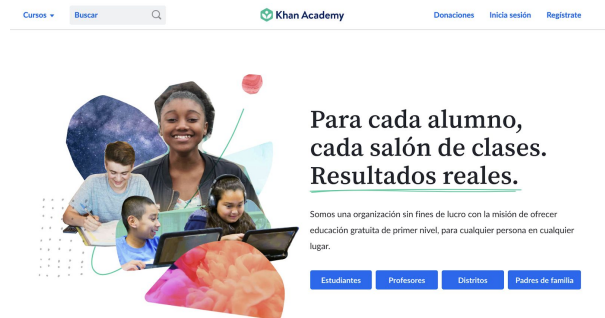 Cursos
Buscar
Khan Academy
Donaciones
Inicia sesión
Regístrate
Para cada alumno,
cada salón de clases.
Resultados reales.
Somos una organización sin fines de lucro con la misión de ofrecer
educación gratuita de primer nivel, para cualquier persona en cualquier
lugar.
Estudiantes
Profesores
Distritos
Padres de familia